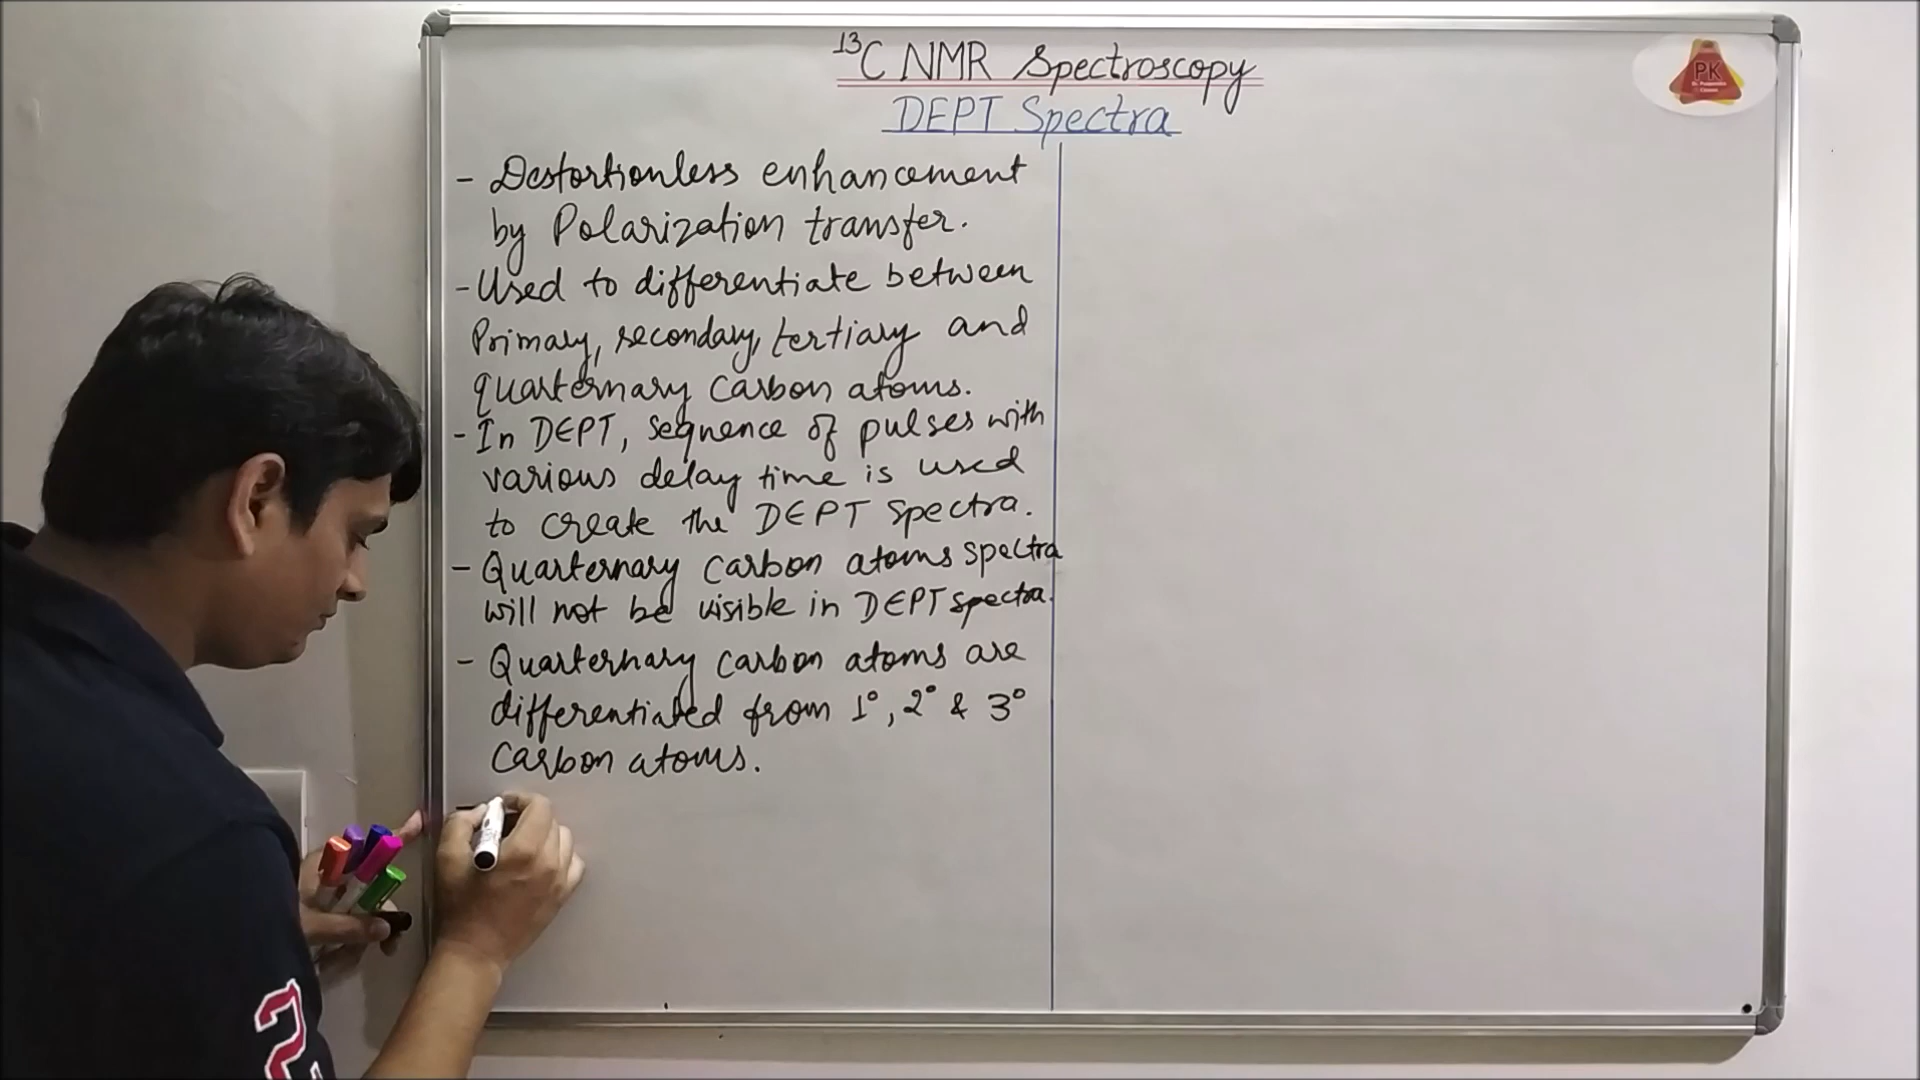 ¹³C NMR Spectroscopy
DEPT Spectra
PK
- Destortionless enhancement
by Polarization transfer.
- Used to differentiate between
Primary, secondary, tertiary and
quarternary carbon atoms.
- In DEPT, sequence of pulses with
various delay time is used
to create the DEPT Spectra.
- Quarternary carbon atoms spectra
will not be visible in DEPT spectra.
- Quarternary carbon atoms are
differentiated from 1°, 2° & 3°
carbon atoms.
2